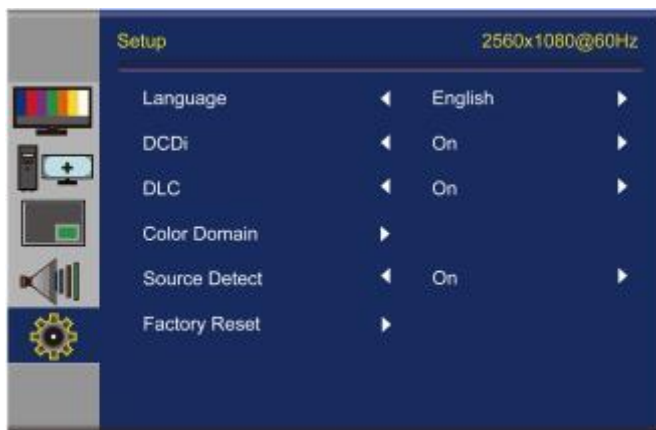 Setup 2560x1080@60Hz
Language English
DCDi On
DLC On
Color Domain
Source Detect On
Factory Reset